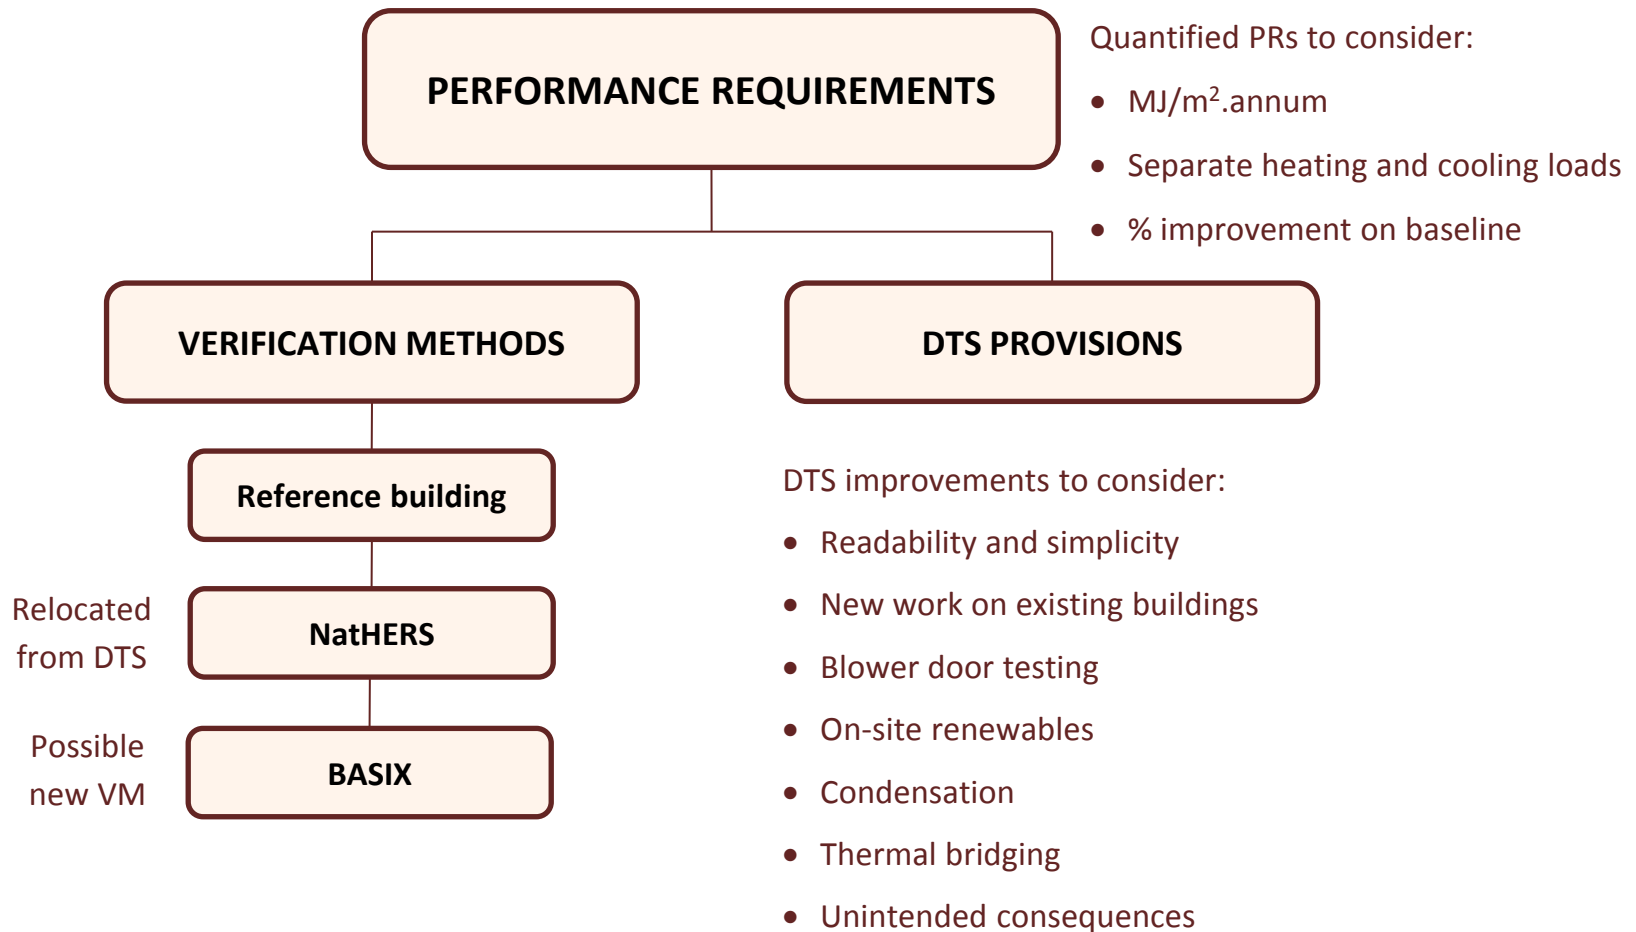 PERFORMANCE REQUIREMENTS
Quantified PRs to consider:
• MJ/m².annum
• Separate heating and cooling loads
• % improvement on baseline
VERIFICATION METHODS
DTS PROVISIONS
Reference building
Relocated
from DTS
NatHERS
Possible
new VM
BASIX
DTS improvements to consider:
• Readability and simplicity
• New work on existing buildings
• Blower door testing
• On-site renewables
• Condensation
• Thermal bridging
• Unintended consequences